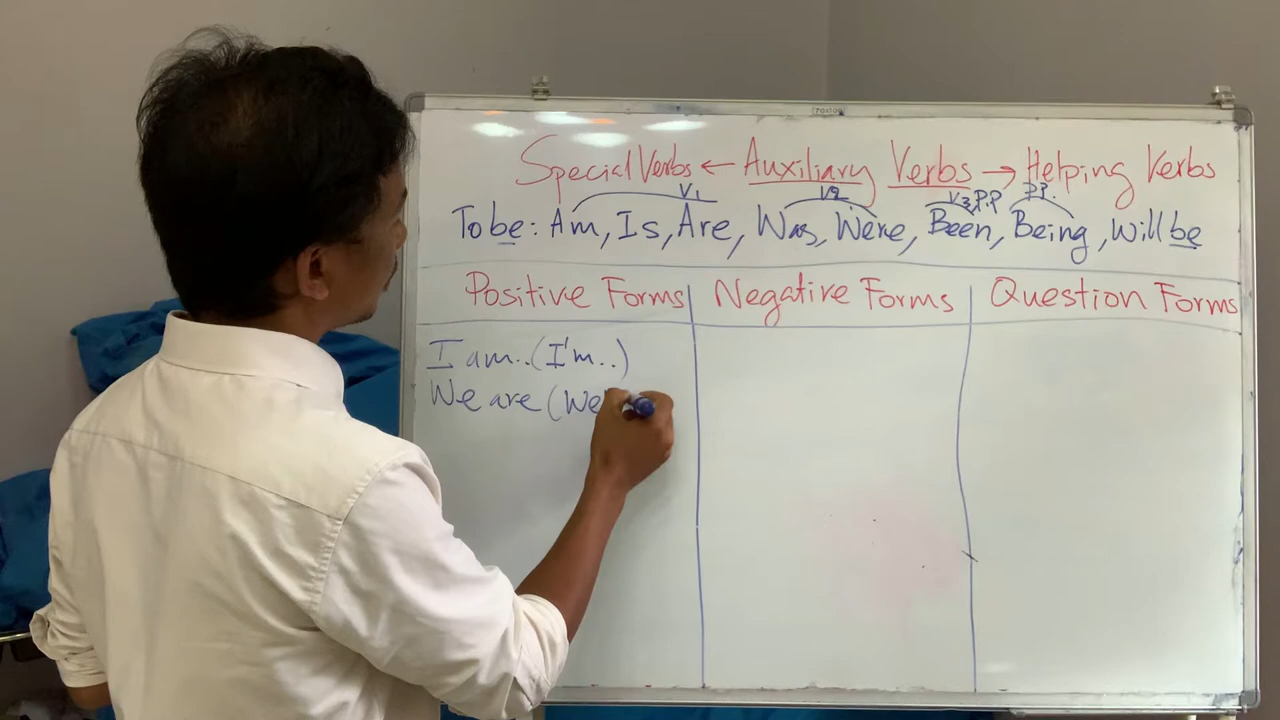 Special Verbs ← Auxiliary Verbs → Helping Verbs
V1 V2 V3, P.P P.P.
To be: Am, Is, Are, Was, Were, Been, Being, Will be
Positive Forms Negative Forms Question Forms
I am..(I'm..)
We are (We